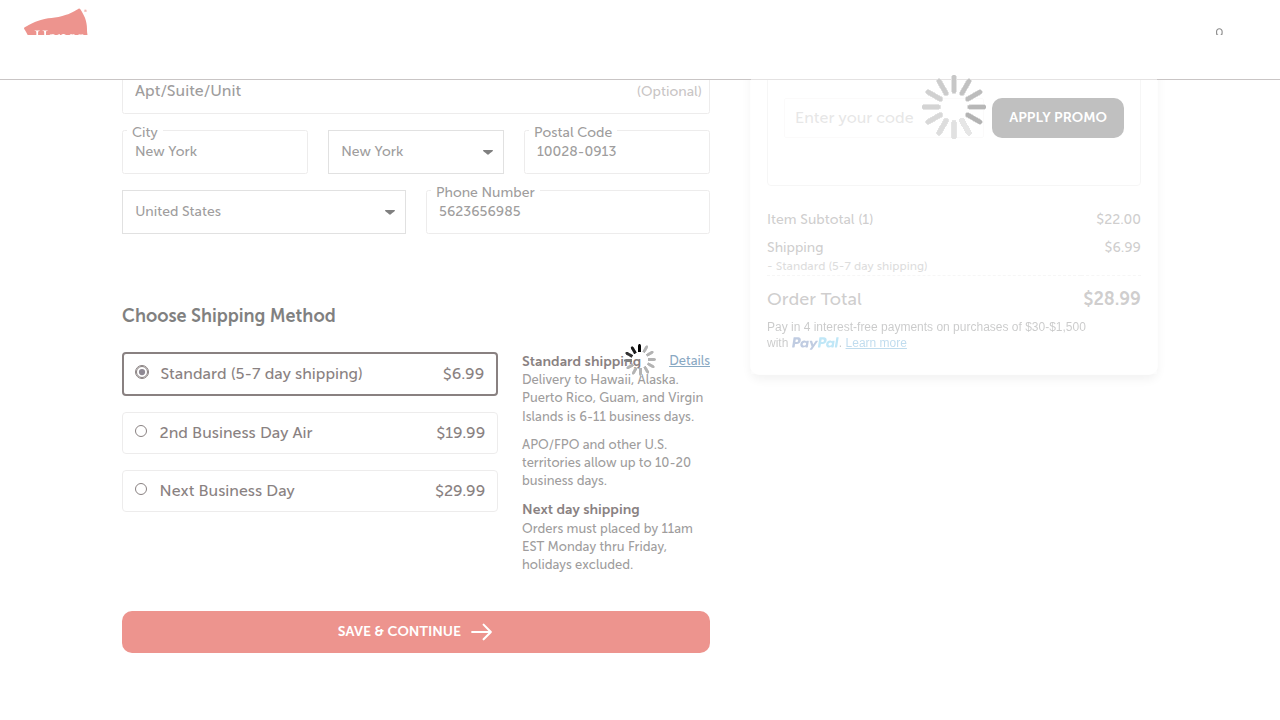 Apt/Suite/Unit
(Optional)
City
New York
New York
Postal Code
10028-0913
United States
Phone Number
5623656985
Choose Shipping Method
Standard (5-7 day shipping) $6.99
2nd Business Day Air $19.99
Next Business Day $29.99
Standard shipping Details
Delivery to Hawaii, Alaska.
Puerto Rico, Guam, and Virgin
Islands is 6-11 business days.
APO/FPO and other U.S.
territories allow up to 10-20
business days.
Next day shipping
Orders must placed by 11am
EST Monday thru Friday,
holidays excluded.
SAVE & CONTINUE
Enter your code
APPLY PROMO
Item Subtotal (1) $22.00
Shipping $6.99
- Standard (5-7 day shipping)
Order Total $28.99
Pay in 4 interest-free payments on purchases of $30-$1,500
with PayPal. Learn more